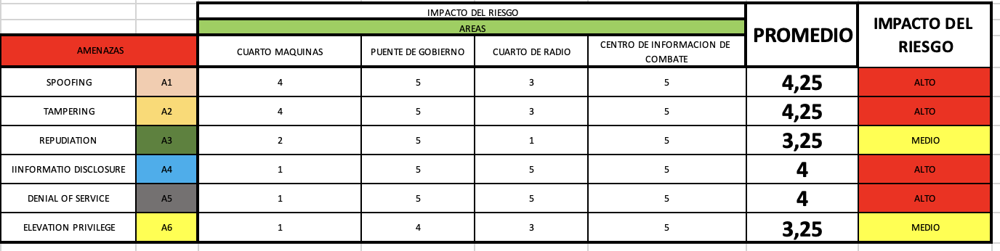 IMPACTO DEL RIESGO
AREAS
PROMEDIO
IMPACTO DEL
RIESGO
AMENAZAS
CUARTO MAQUINAS
PUENTE DE GOBIERNO
CUARTO DE RADIO
CENTRO DE INFORMACION DE
COMBATE
SPOOFING A1 4 5 3 5 4,25 ALTO
TAMPERING A2 4 5 3 5 4,25 ALTO
REPUDIATION A3 2 5 1 5 3,25 MEDIO
IINFORMATIO DISCLOSURE A4 1 5 5 5 4 ALTO
DENIAL OF SERVICE A5 1 5 5 5 4 ALTO
ELEVATION PRIVILEGE A6 1 4 3 5 3,25 MEDIO